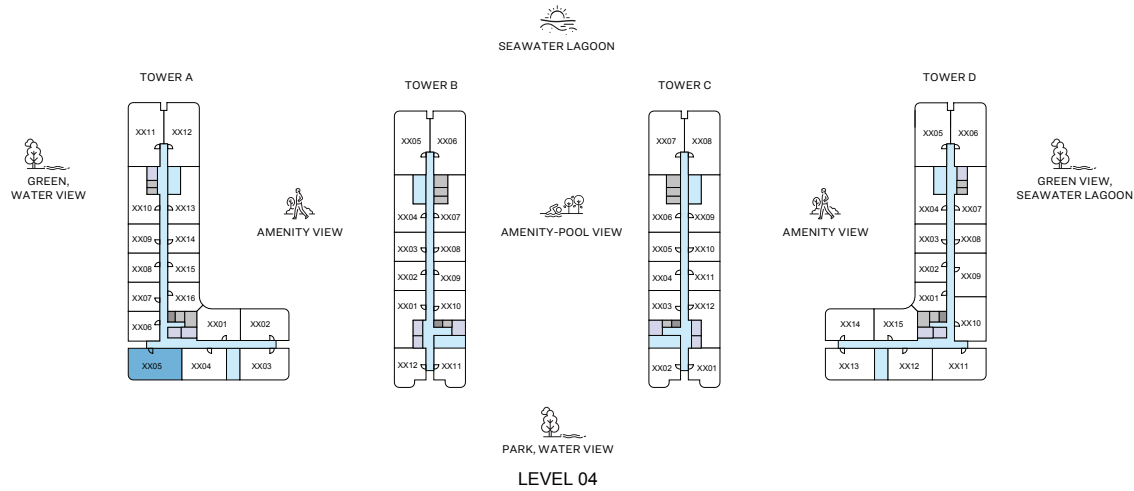 SEAWATER LAGOON
TOWER A
TOWER B
TOWER C
TOWER D
GREEN,
WATER VIEW
AMENITY VIEW
AMENITY-POOL VIEW
AMENITY VIEW
GREEN VIEW,
SEAWATER LAGOON
XX11 XX12
XX10 XX13
XX09 XX14
XX08 XX15
XX07 XX16
XX06 XX01 XX02
XX05 XX04 XX03
XX05 XX06
XX04 XX07
XX03 XX08
XX02 XX09
XX01 XX10
XX12 XX11
XX07 XX08
XX06 XX09
XX05 XX10
XX04 XX11
XX03 XX12
XX02 XX01
XX05 XX06
XX04 XX07
XX03 XX08
XX02 XX09
XX01
XX14 XX15 XX10
XX13 XX12 XX11
PARK, WATER VIEW
LEVEL 04